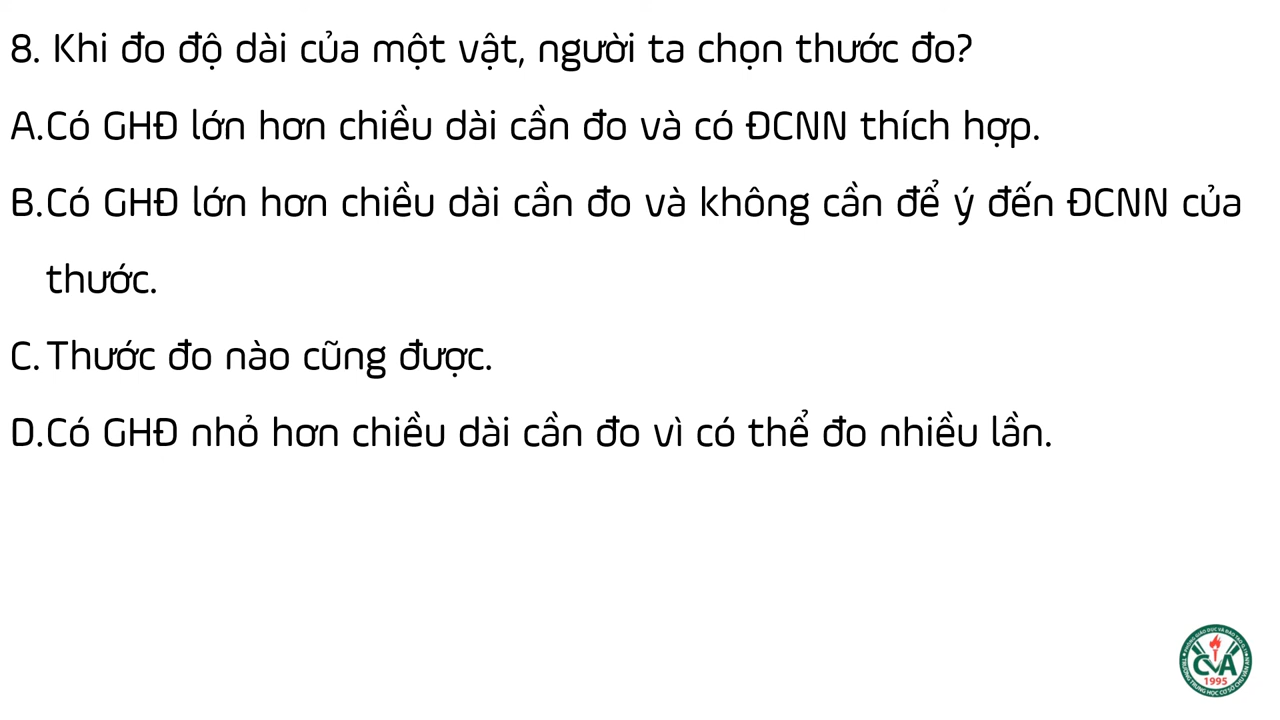 8. Khi đo độ dài của một vật, người ta chọn thước đo?
A.Có GHĐ lớn hơn chiều dài cần đo và có ĐCNN thích hợp.
B.Có GHĐ lớn hơn chiều dài cần đo và không cần để ý đến ĐCNN của
thước.
C. Thước đo nào cũng được.
D.Có GHĐ nhỏ hơn chiều dài cần đo vì có thể đo nhiều lần.
CVA
1995